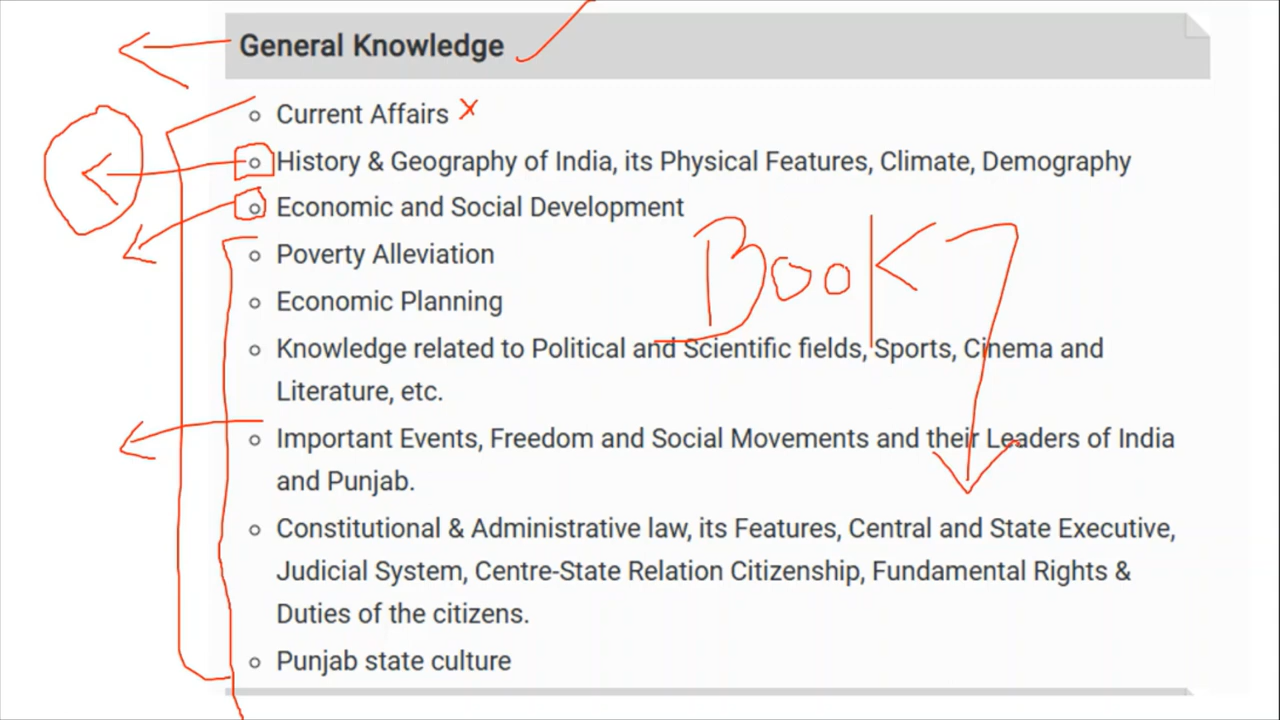 General Knowledge
Current Affairs x
History & Geography of India, its Physical Features, Climate, Demography
Economic and Social Development
Poverty Alleviation
BOOK
Economic Planning
Knowledge related to Political and Scientific fields, Sports, Cinema and
Literature, etc.
Important Events, Freedom and Social Movements and their Leaders of India
and Punjab.
Constitutional & Administrative law, its Features, Central and State Executive,
Judicial System, Centre-State Relation Citizenship, Fundamental Rights &
Duties of the citizens.
Punjab state culture